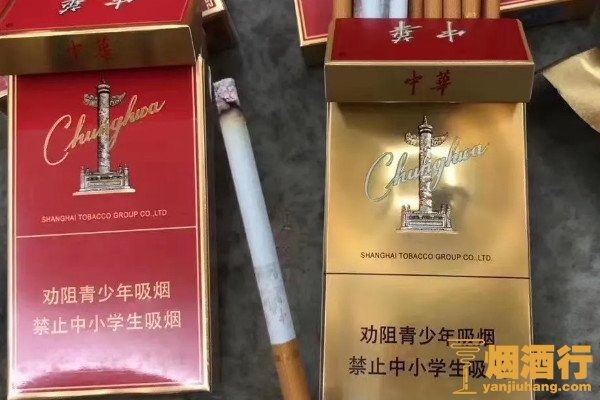 中華
Chunghwa
SHANGHAI TOBACCO GROUP CO.,LTD
劝阻青少年吸烟
禁止中小学生吸烟
中華
中華
Chunghwa
SHANGHAI TOBACCO GROUP CO.,LTD.
劝阻青少年吸烟
禁止中小学生吸
烟酒行
yanjiuhang.com